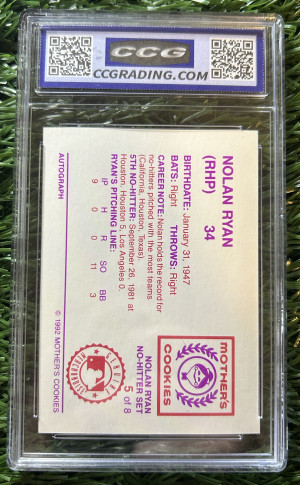 CCG
CCGRADING.COM
NOLAN RYAN
34
(RHP)
BIRTHDATE: January 31, 1947
BATS: Right THROWS: Right
CAREER NOTE: Nolan holds the record for
no-hitters pitched with the most teams
(California, Houston, Texas).
5TH NO-HITTER: September 26, 1981 at
Houston. Houston 5, Los Angeles 0.
RYAN'S PITCHING LINE:
IP H R SO BB
9 0 0 11 3
AUTOGRAPH
MOTHER'S
COOKIES
NOLAN RYAN
NO-HITTER SET
5 of 8
© 1992 MOTHER'S COOKIES